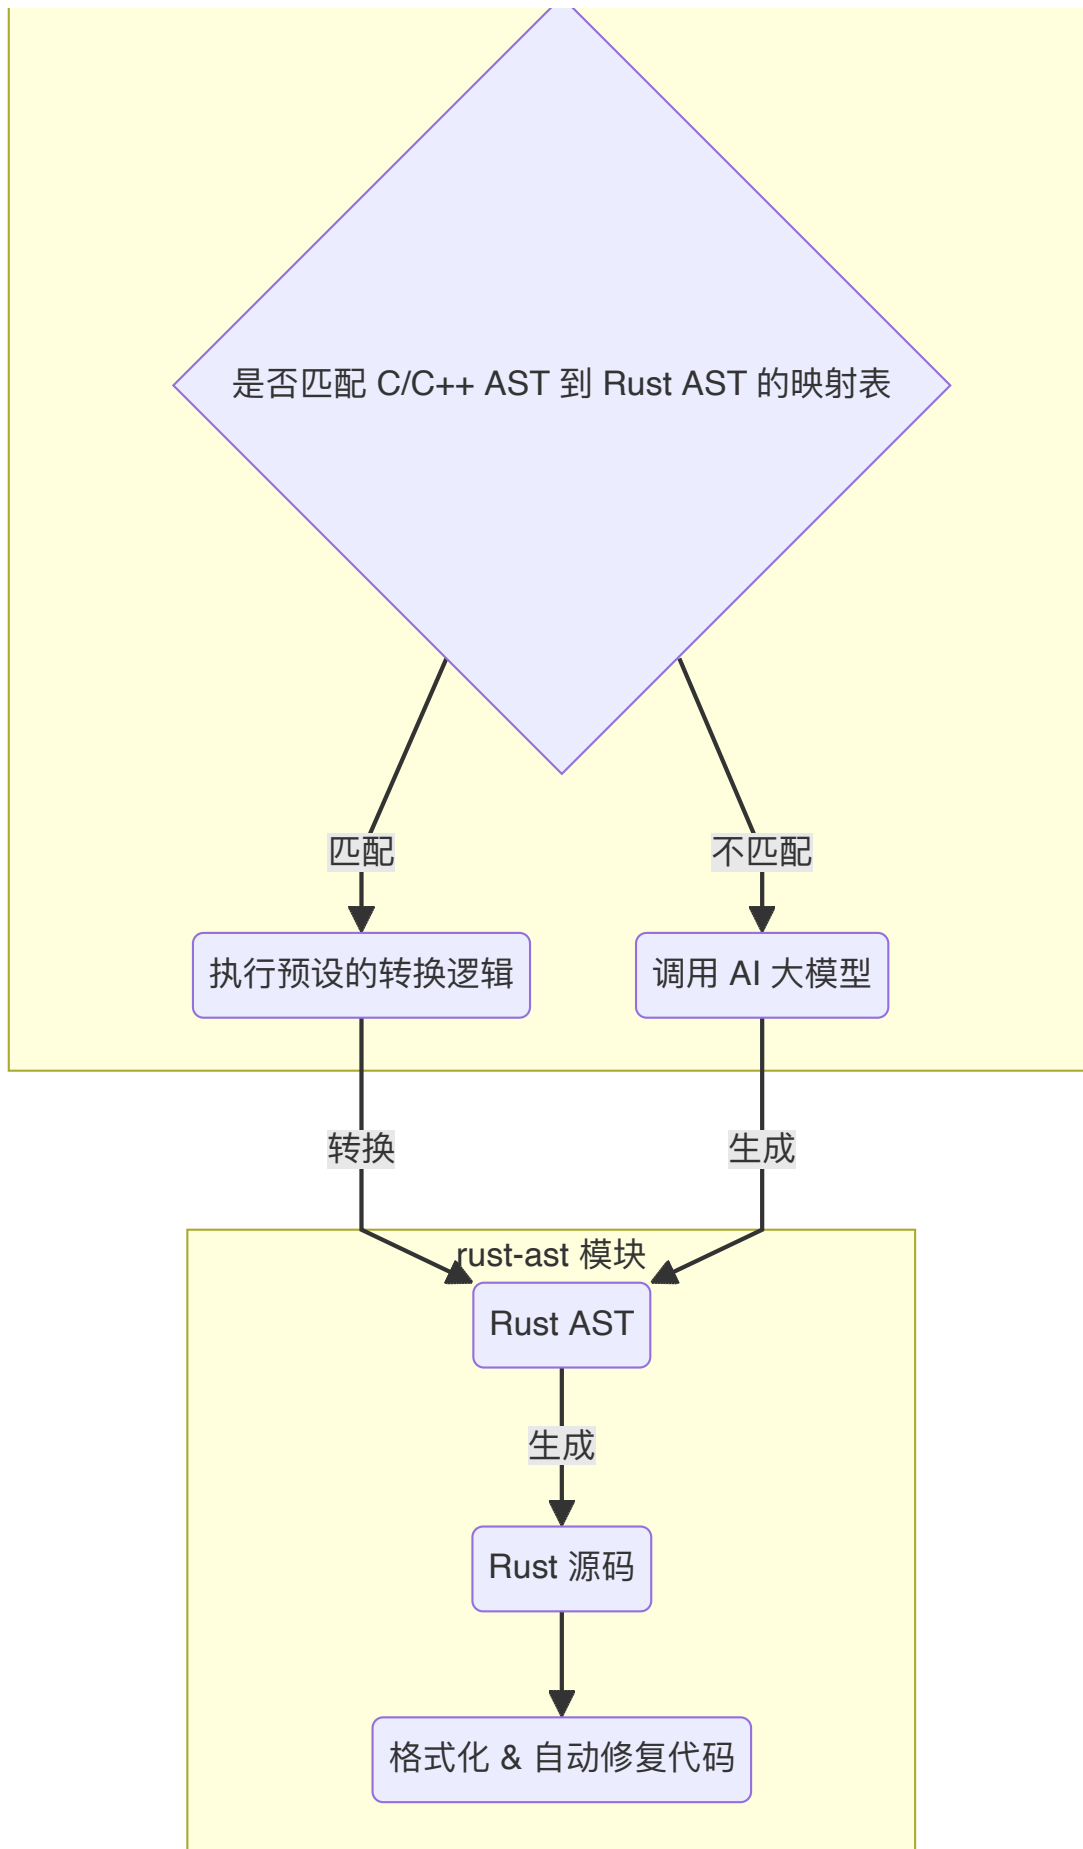 是否匹配 C/C++ AST 到 Rust AST 的映射表
匹配
不匹配
执行预设的转换逻辑
调用 AI 大模型
转换
生成
rust-ast 模块
Rust AST
生成
Rust 源码
格式化 & 自动修复代码